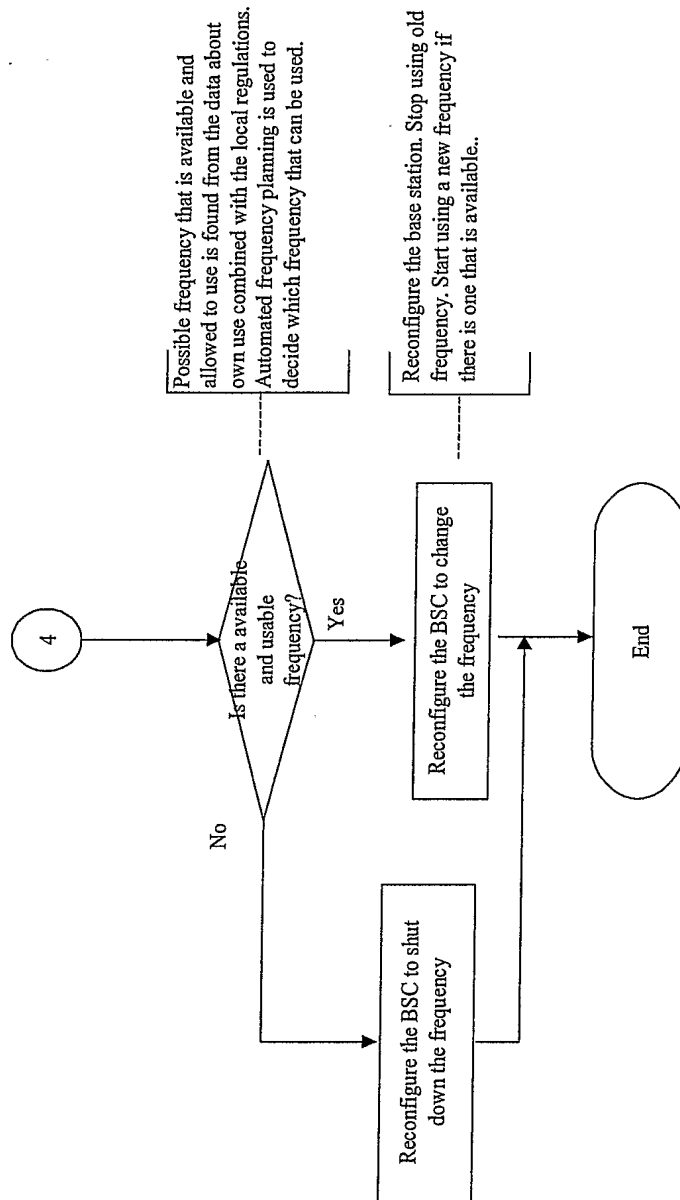 4
Is there a available
and usable
frequency?
Possible frequency that is available and
allowed to use is found from the data about
own use combined with the local regulations.
Automated frequency planning is used to
decide which frequency that can be used.
No
Yes
Reconfigure the BSC to shut
down the frequency
Reconfigure the BSC to change
the frequency
Reconfigure the base station. Stop using old
frequency. Start using a new frequency if
there is one that is available..
End